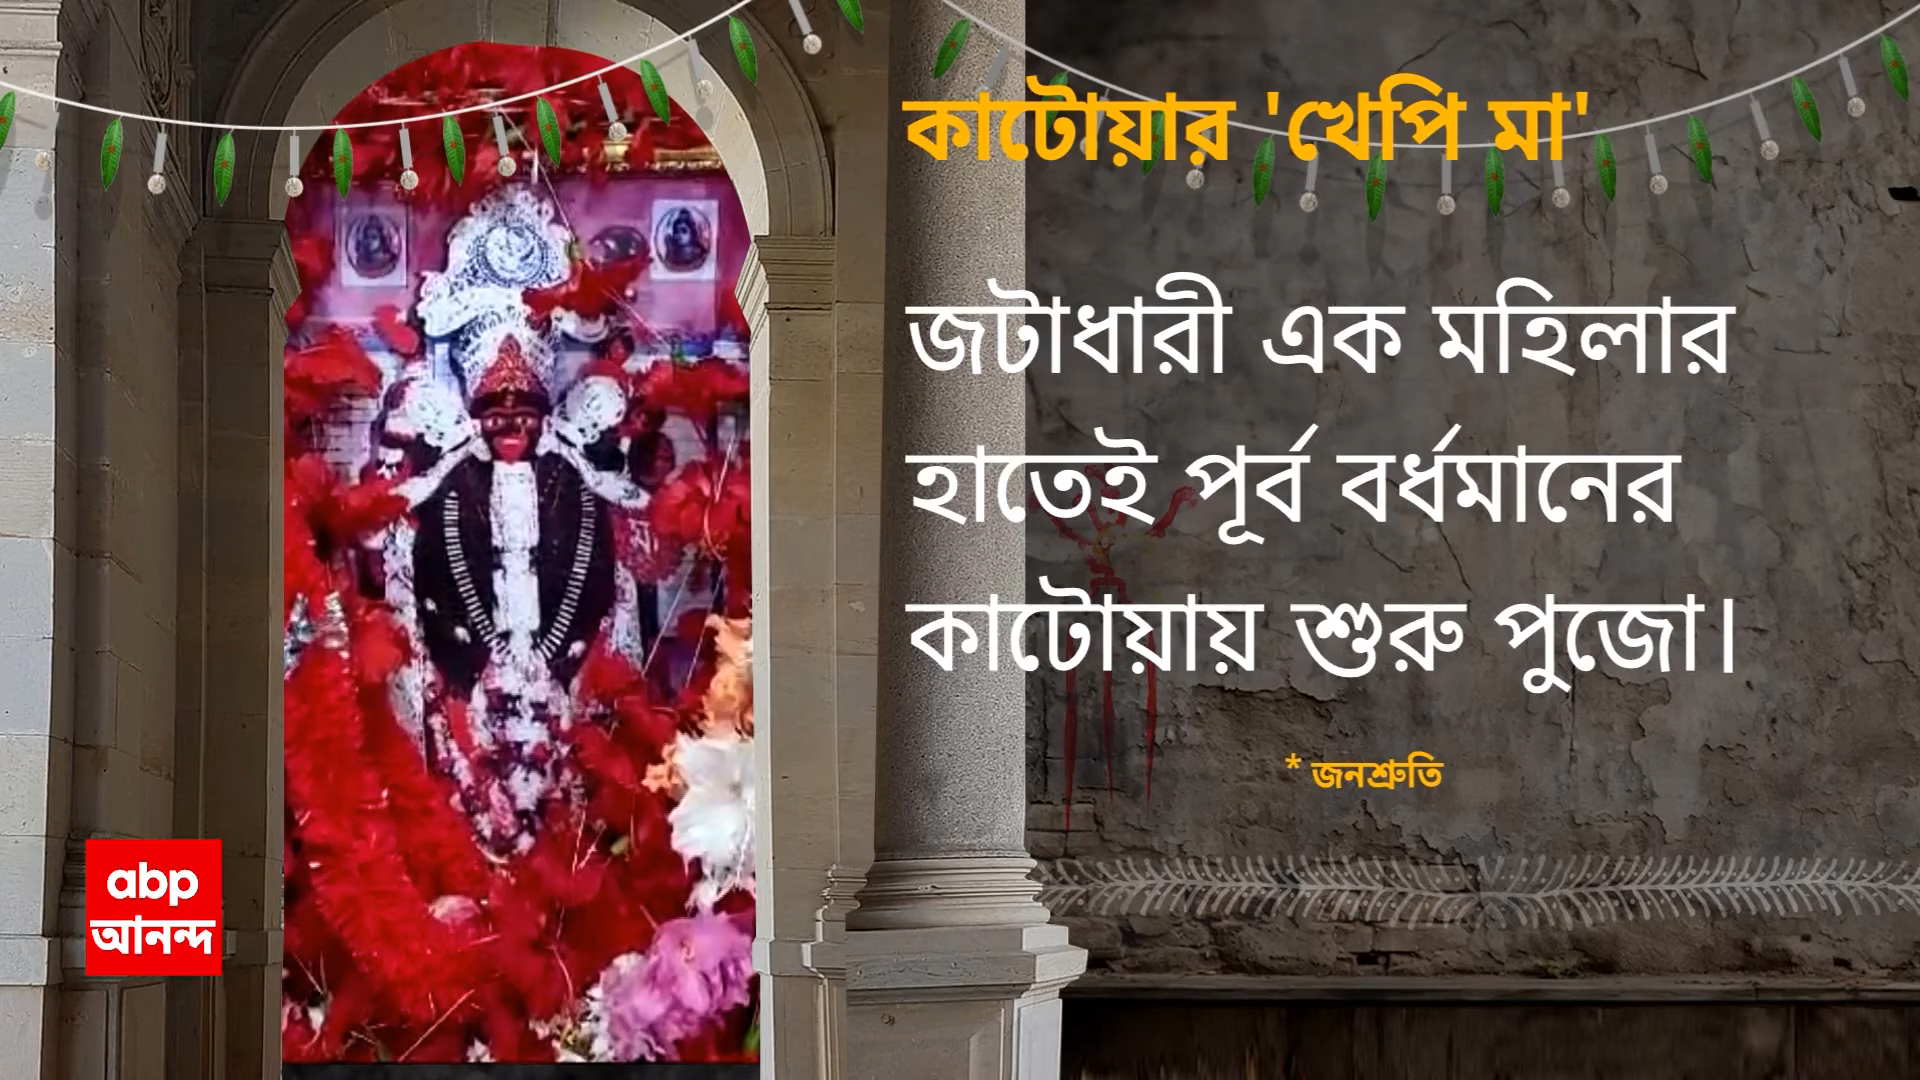 কাটোয়ার 'খেপি মা'
জটাধারী এক মহিলার
হাতেই পূর্ব বর্ধমানের
কাটোয়ায় শুরু পুজো।
* জনশ্রুতি
abp
আনন্দ